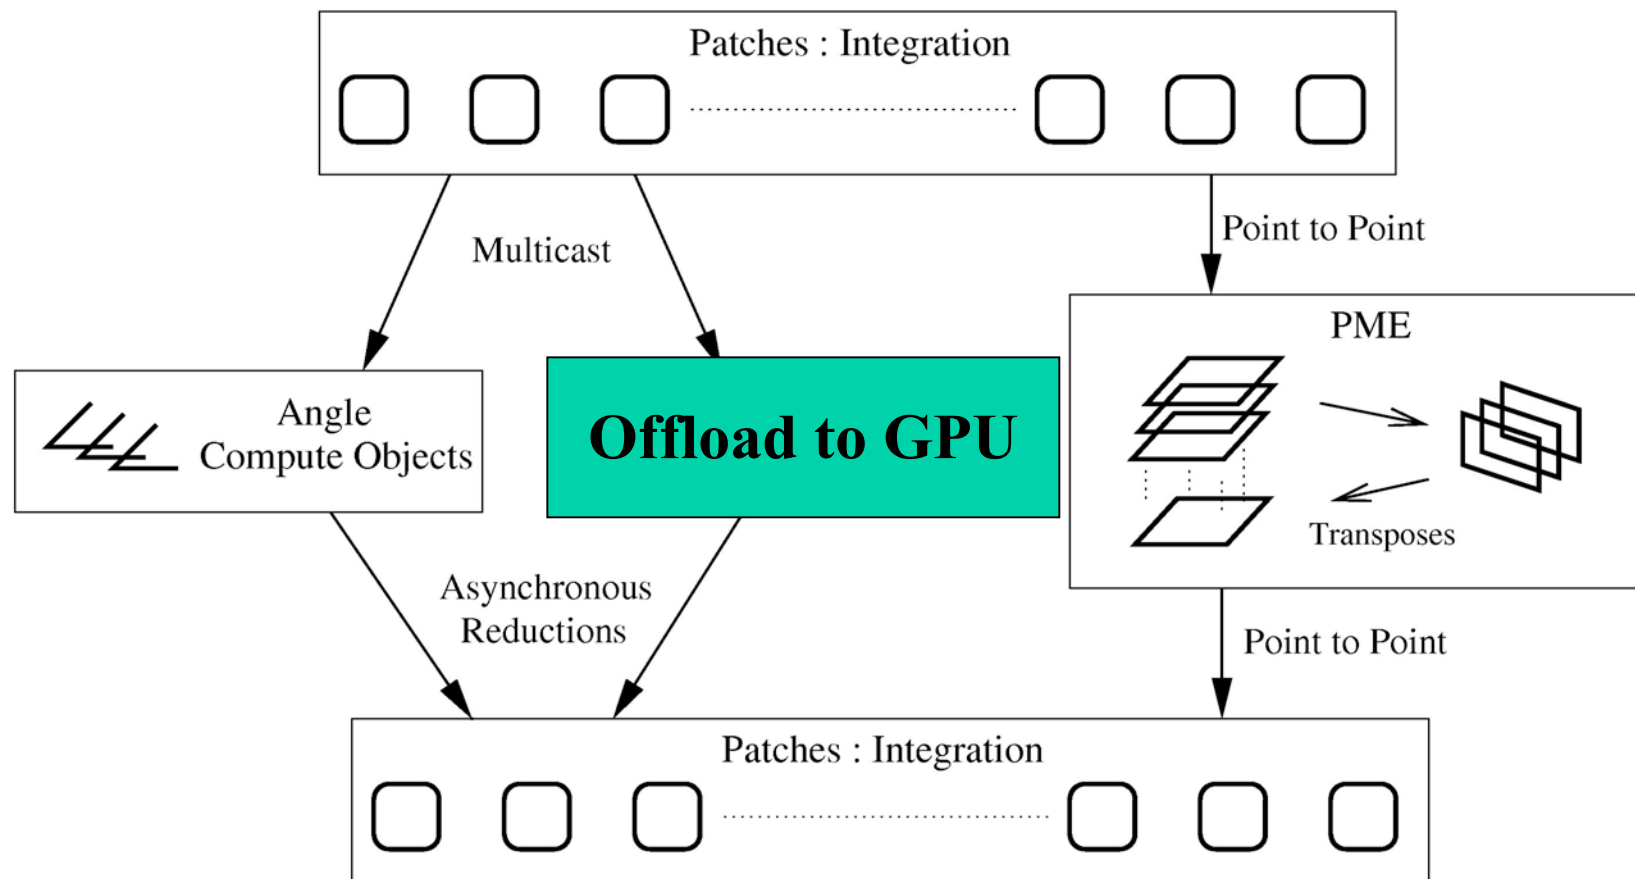 Patches : Integration
Multicast
Point to Point
PME
Angle
Compute Objects
Offload to GPU
Transposes
Asynchronous
Reductions
Point to Point
Patches : Integration